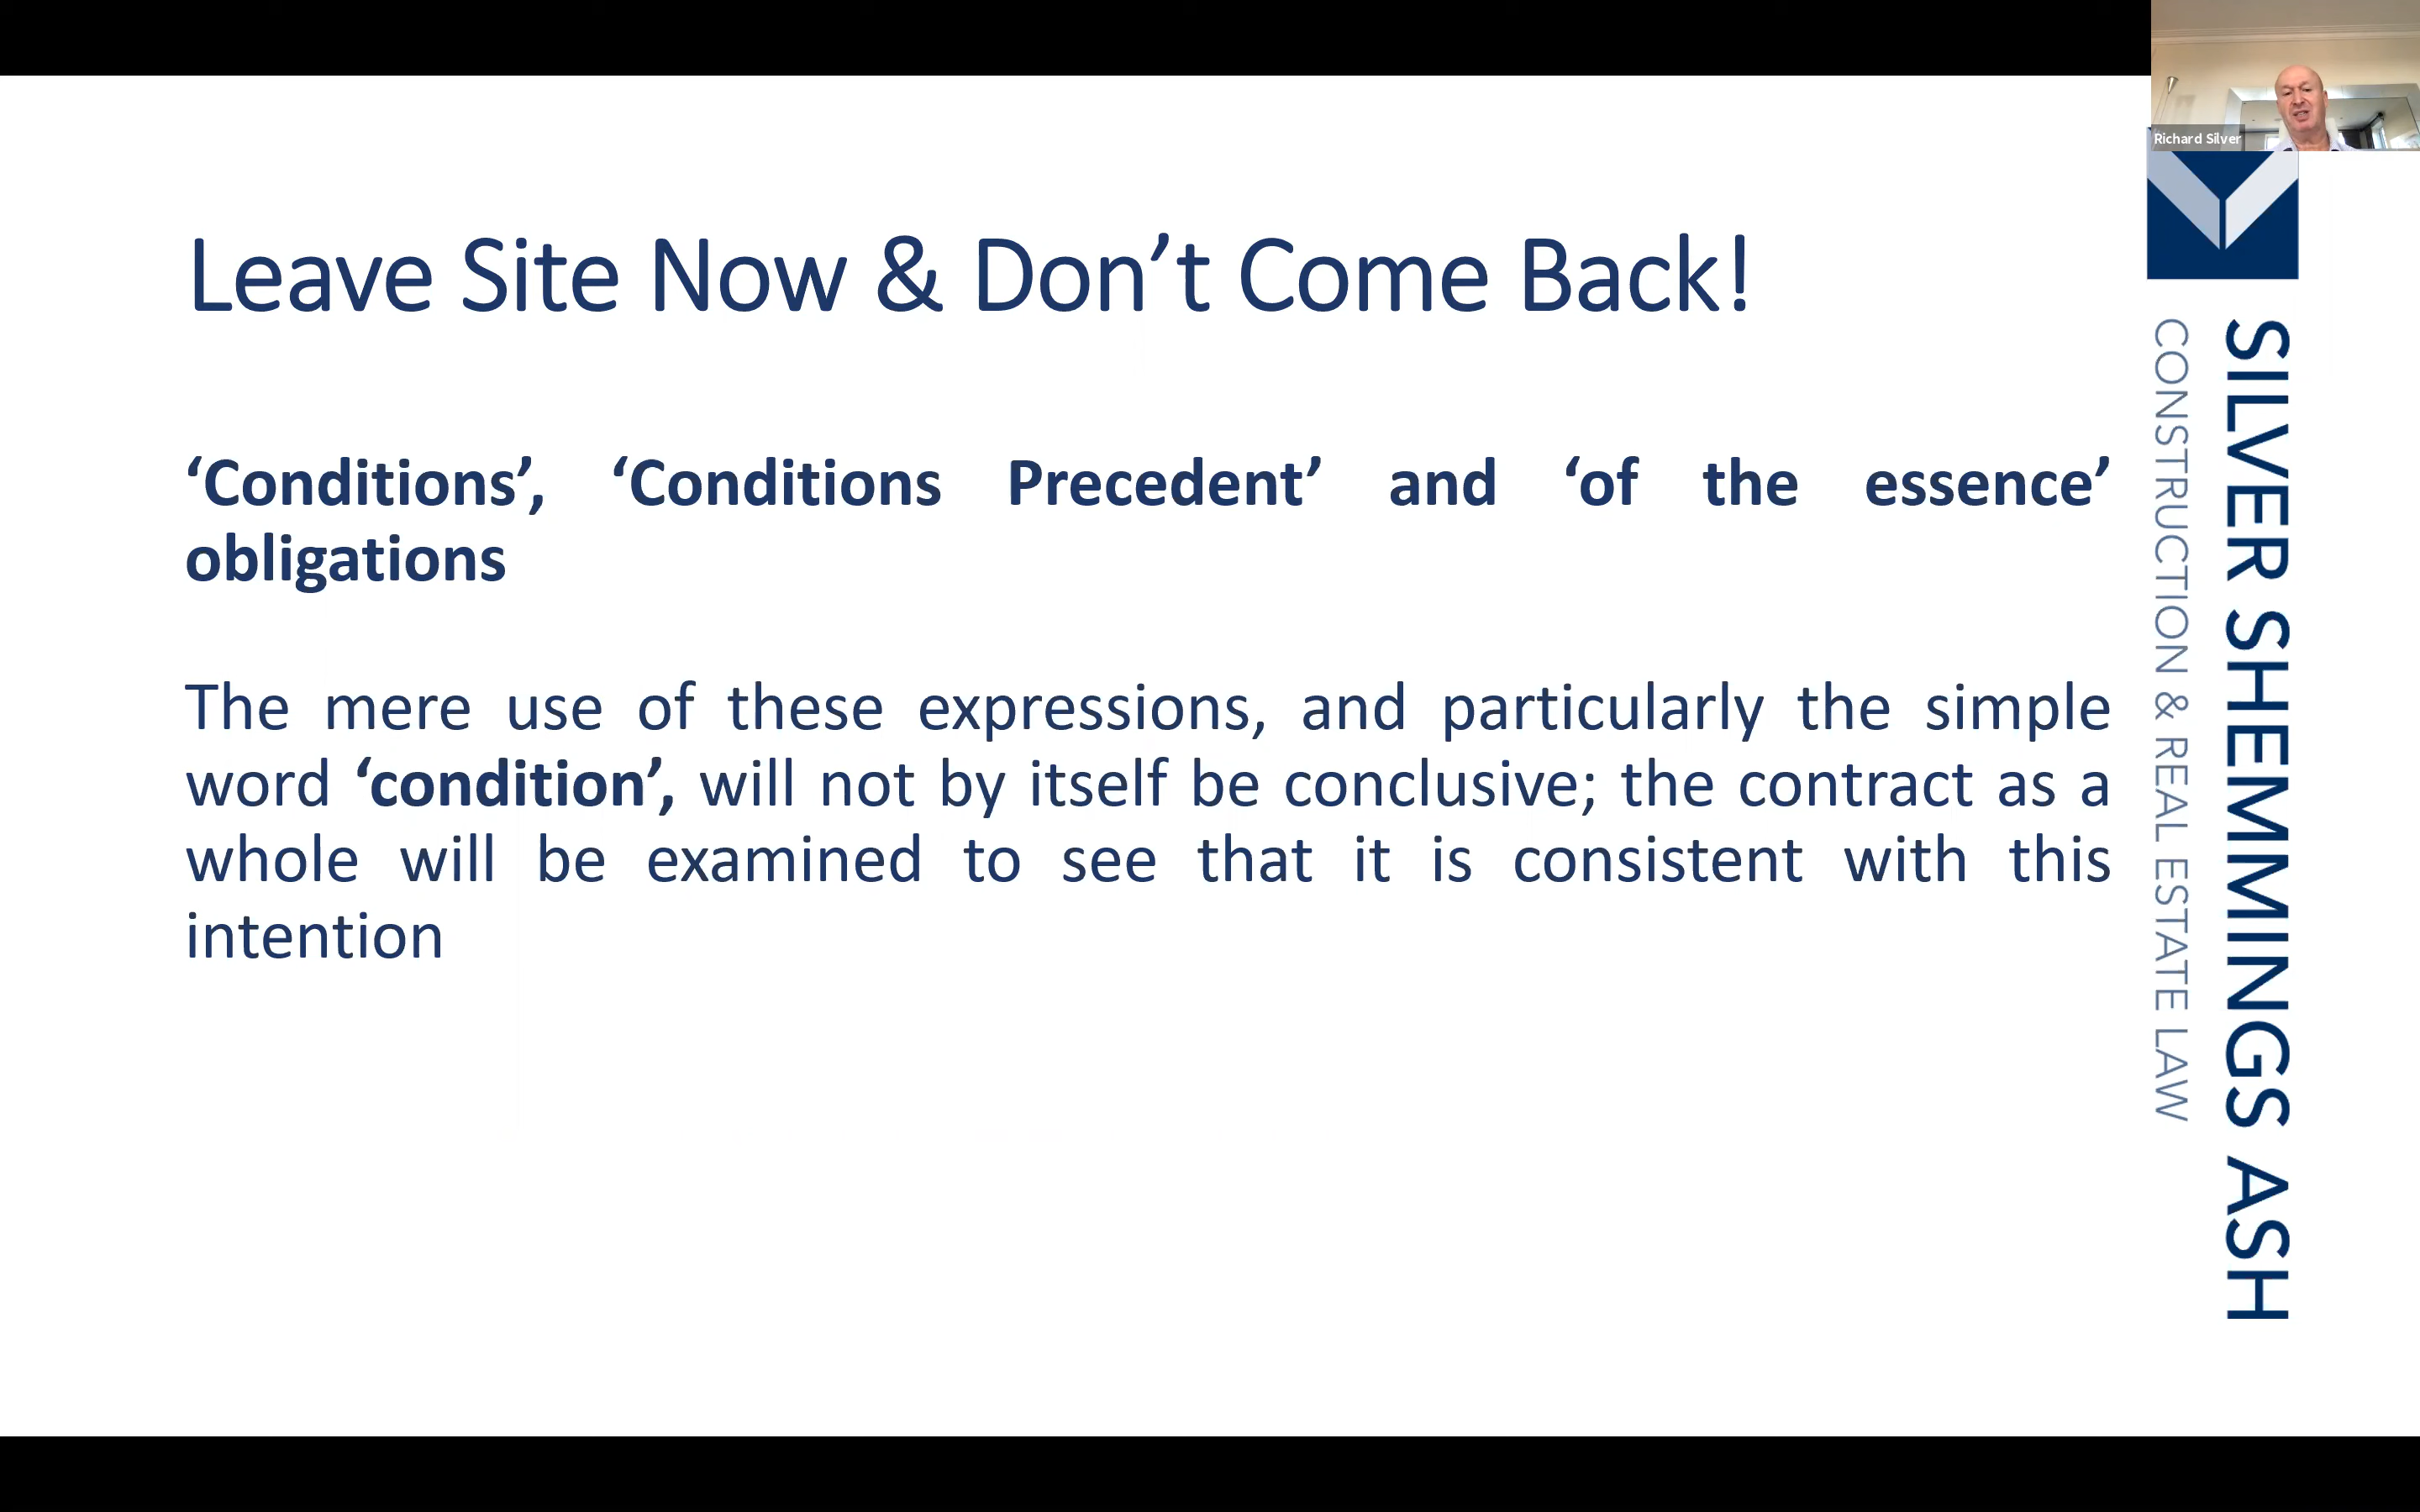 Richard Silver
Leave Site Now & Don’t Come Back!
‘Conditions’, ‘Conditions Precedent’ and ‘of the essence’
obligations
The mere use of these expressions, and particularly the simple
word ‘condition’, will not by itself be conclusive; the contract as a
whole will be examined to see that it is consistent with this
intention
SILVER SHEMMINGS ASH
CONSTRUCTION & REAL ESTATE LAW